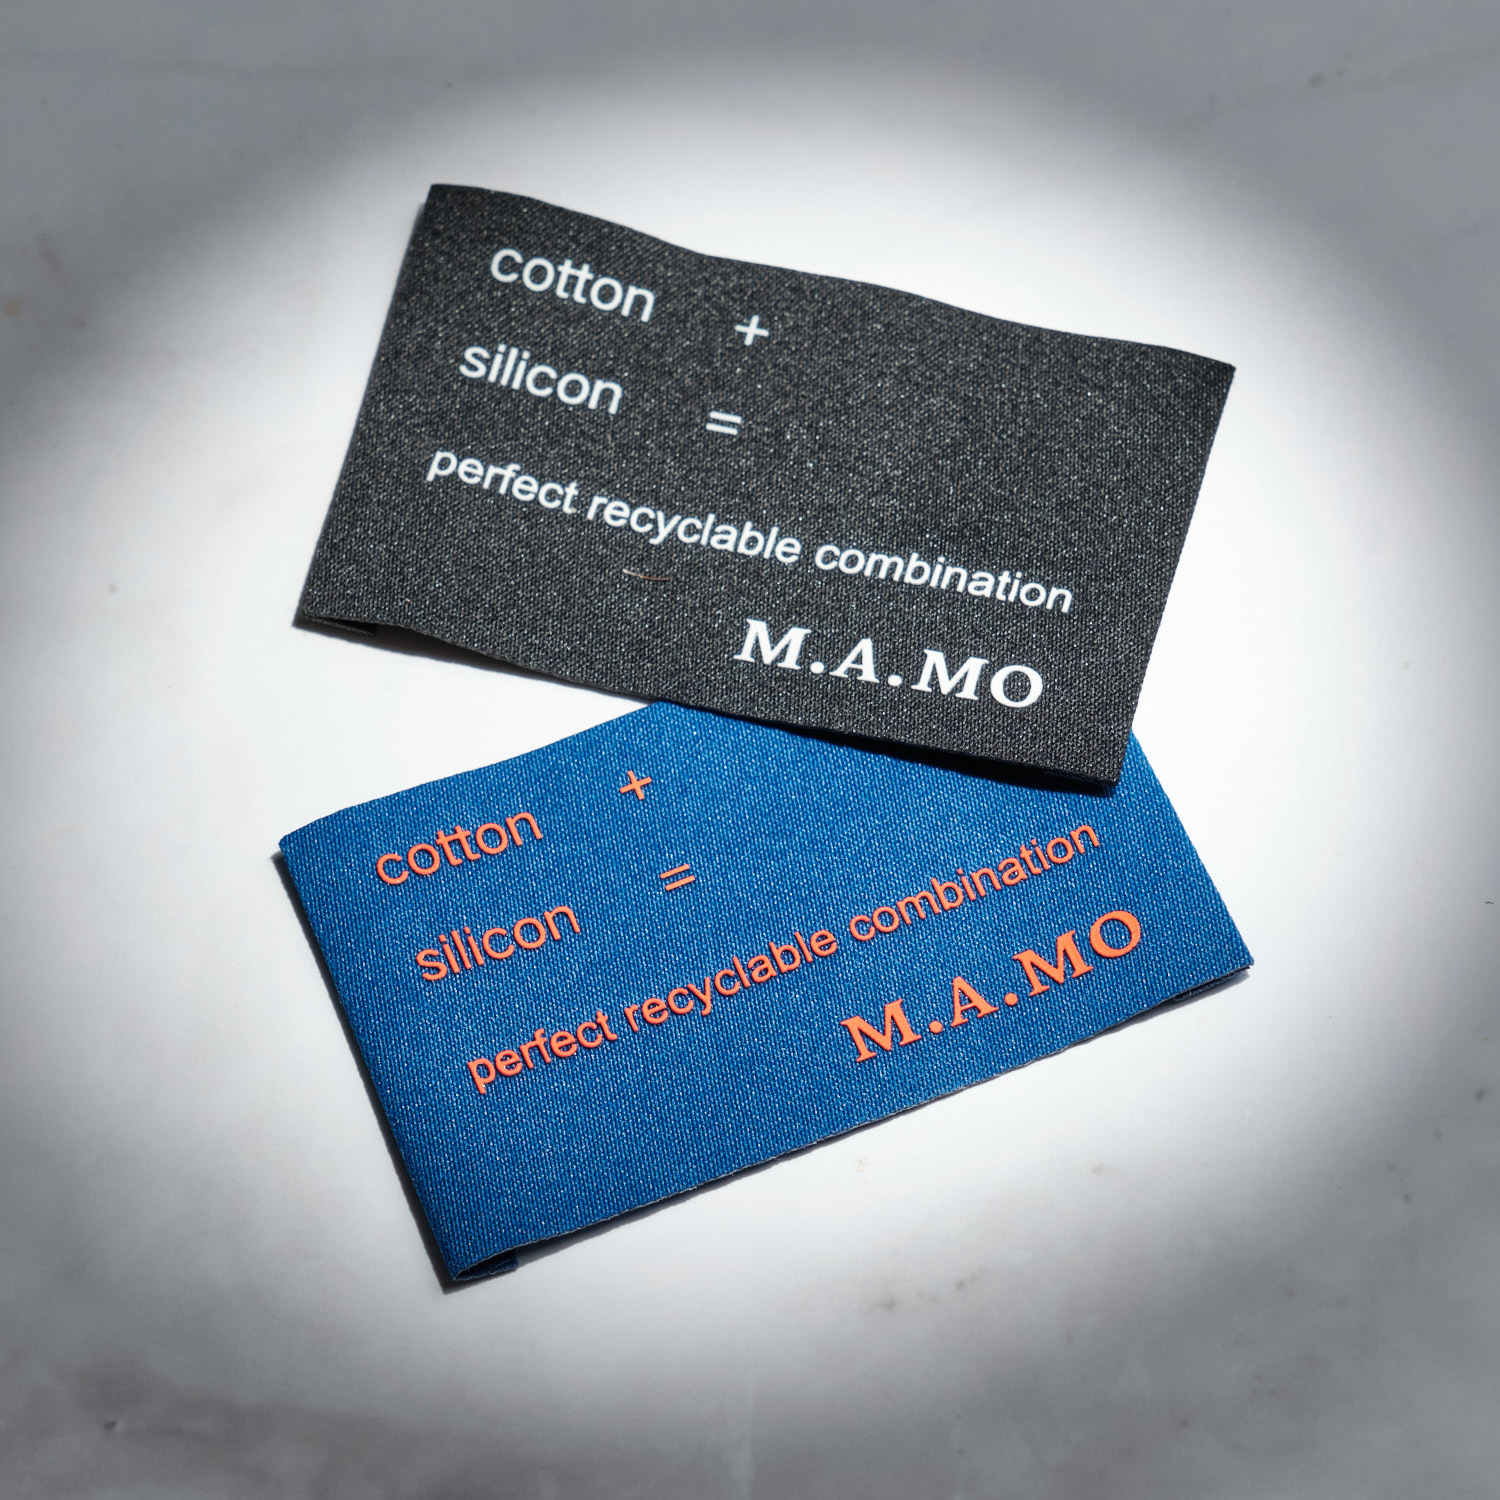 cotton +
silicon =
perfect recyclable combination
M.A.MO
cotton +
silicon =
perfect recyclable combination
M.A.MO